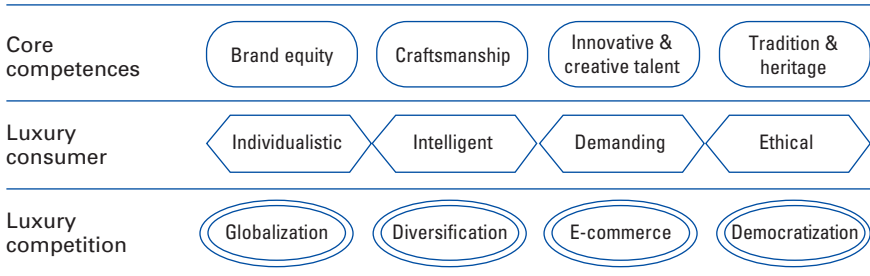 Core
competences
Brand equity
Craftsmanship
Innovative &
creative talent
Tradition &
heritage
Luxury
consumer
Individualistic
Intelligent
Demanding
Ethical
Luxury
competition
Globalization
Diversification
E-commerce
Democratization